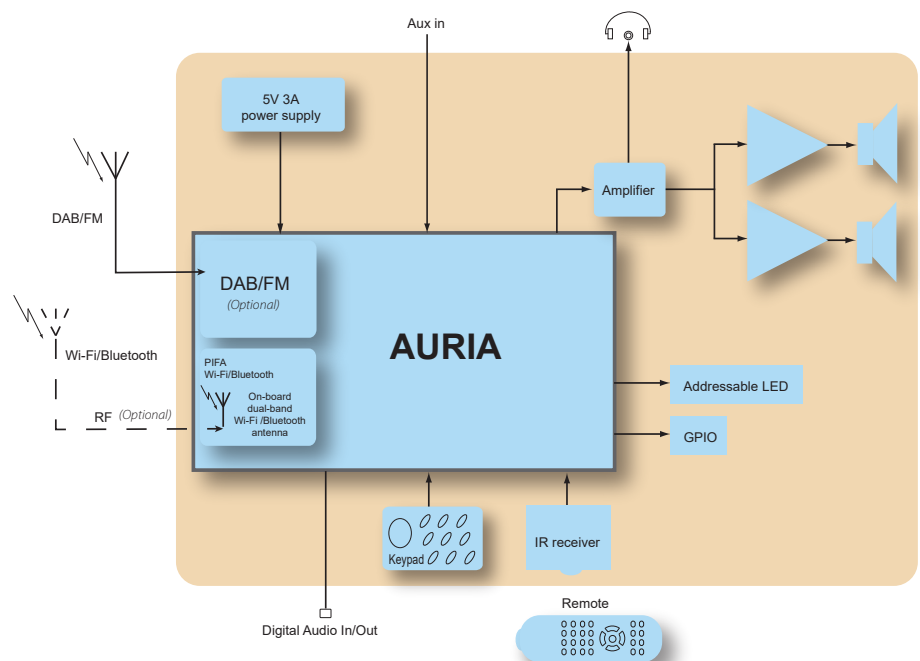 Aux in
5V 3A
power supply
DAB/FM
Amplifier
DAB/FM
(Optional)
AURIA
Wi-Fi/Bluetooth
PIFA
Wi-Fi/Bluetooth
On-board
dual-band
Wi-Fi /Bluetooth
antenna
RF (Optional)
Addressable LED
GPIO
Keypad
IR receiver
Digital Audio In/Out
Remote